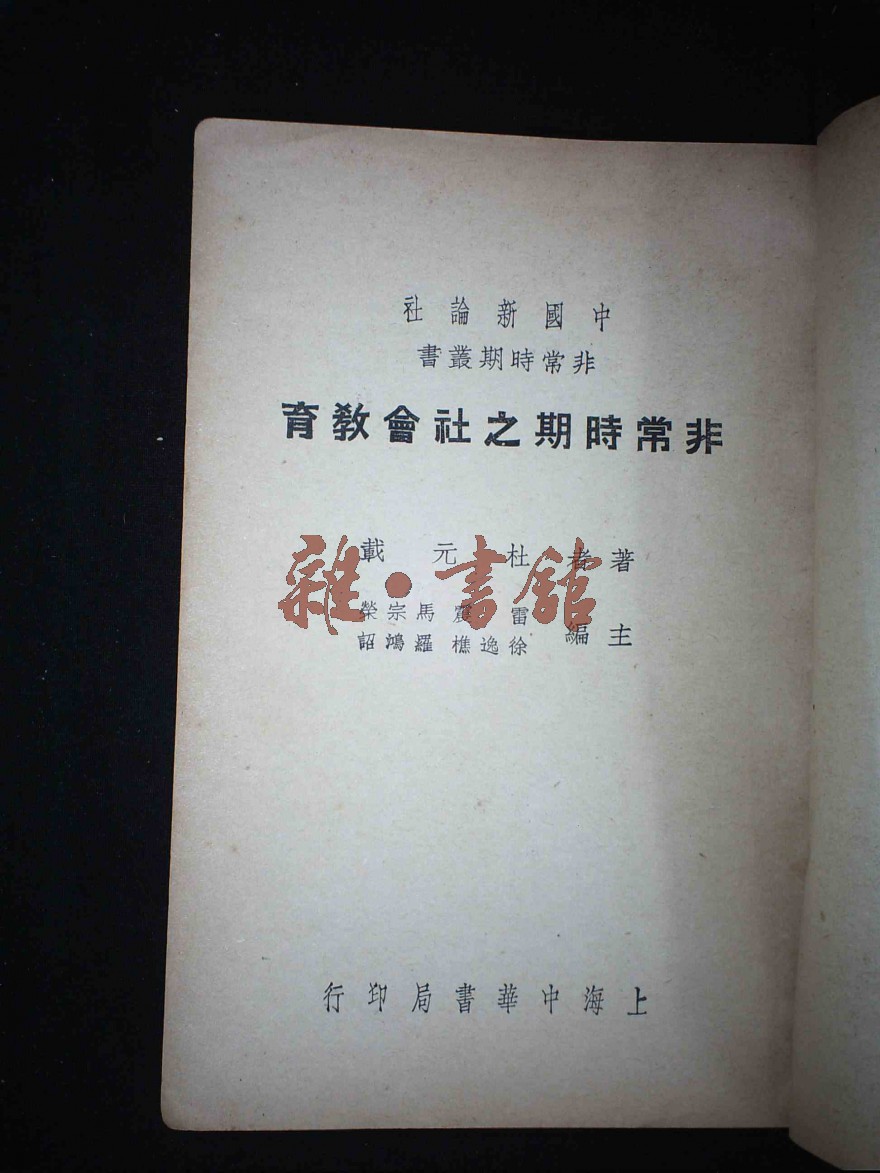 中國新論社
非常時期叢書
非常時期之社會教育
著者 杜元載
主編 雷震 馬宗榮
徐逸樵 羅鴻詔
雜·書館
上海中華書局印行